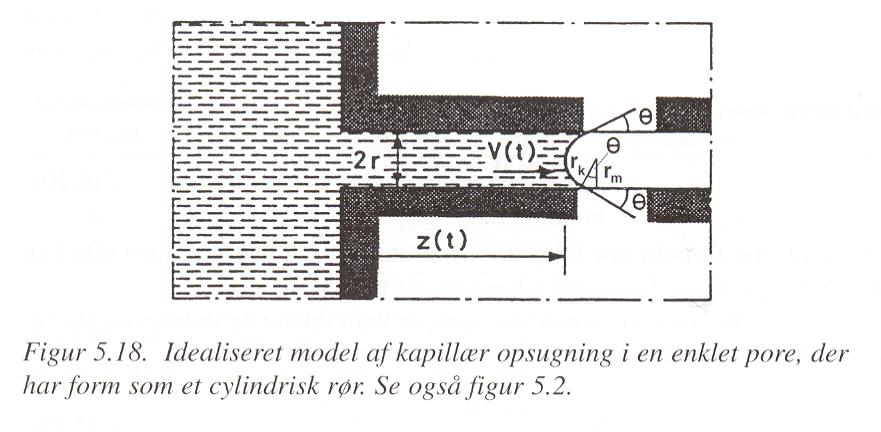 θ
2r
V(t)
θ
r_k
r_m
θ
z(t)
Figur 5.18. Idealiseret model af kapillær opsugning i en enklet pore, der
har form som et cylindrisk rør. Se også figur 5.2.